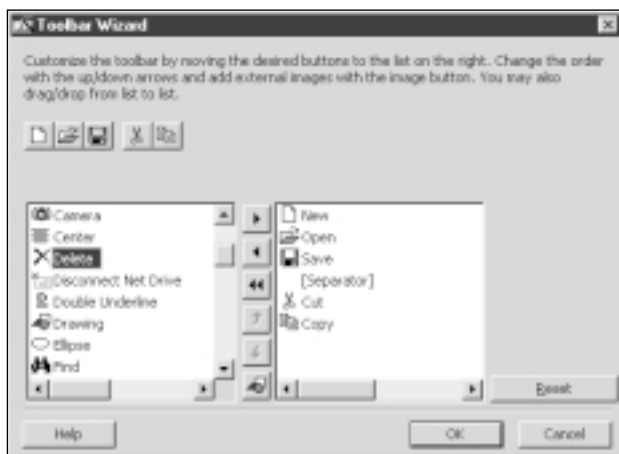 Toolbar Wizard
Customize the toolbar by moving the desired buttons to the list on the right. Change the order
with the up/down arrows and add external images with the image button. You may also
drag/drop from list to list.
Camera
Center
Delete
Disconnect Net Drive
Double Underline
Drawing
Ellipse
Find
New
Open
Save
[Separator]
Cut
Copy
Reset
Help
OK
Cancel